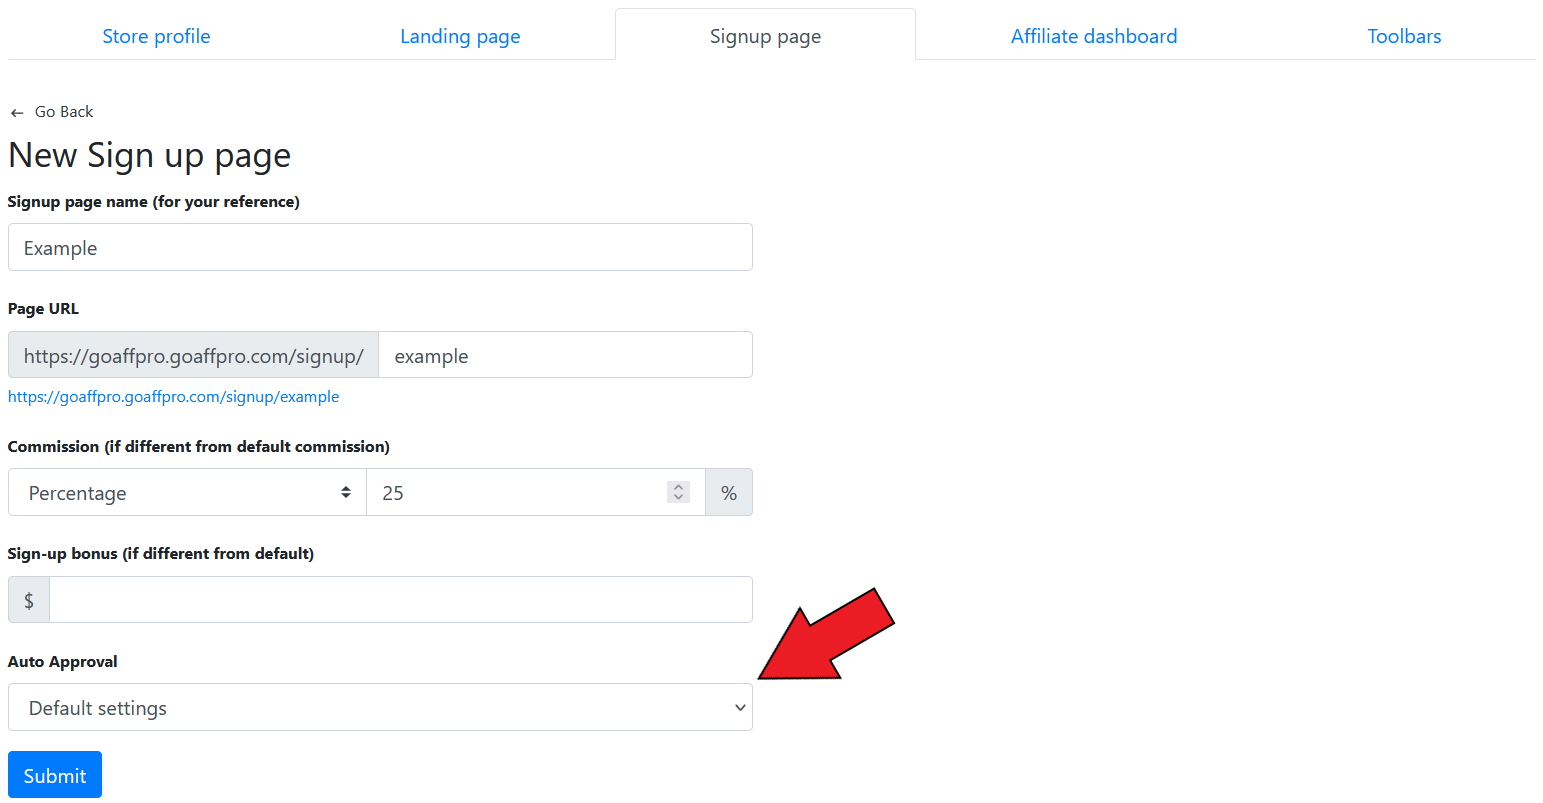 Store profile Landing page Signup page Affiliate dashboard Toolbars
← Go Back
New Sign up page
Signup page name (for your reference)
Example
Page URL
https://goaffpro.goaffpro.com/signup/ example
https://goaffpro.goaffpro.com/signup/example
Commission (if different from default commission)
Percentage 25 %
Sign-up bonus (if different from default)
$
Auto Approval
Default settings
Submit